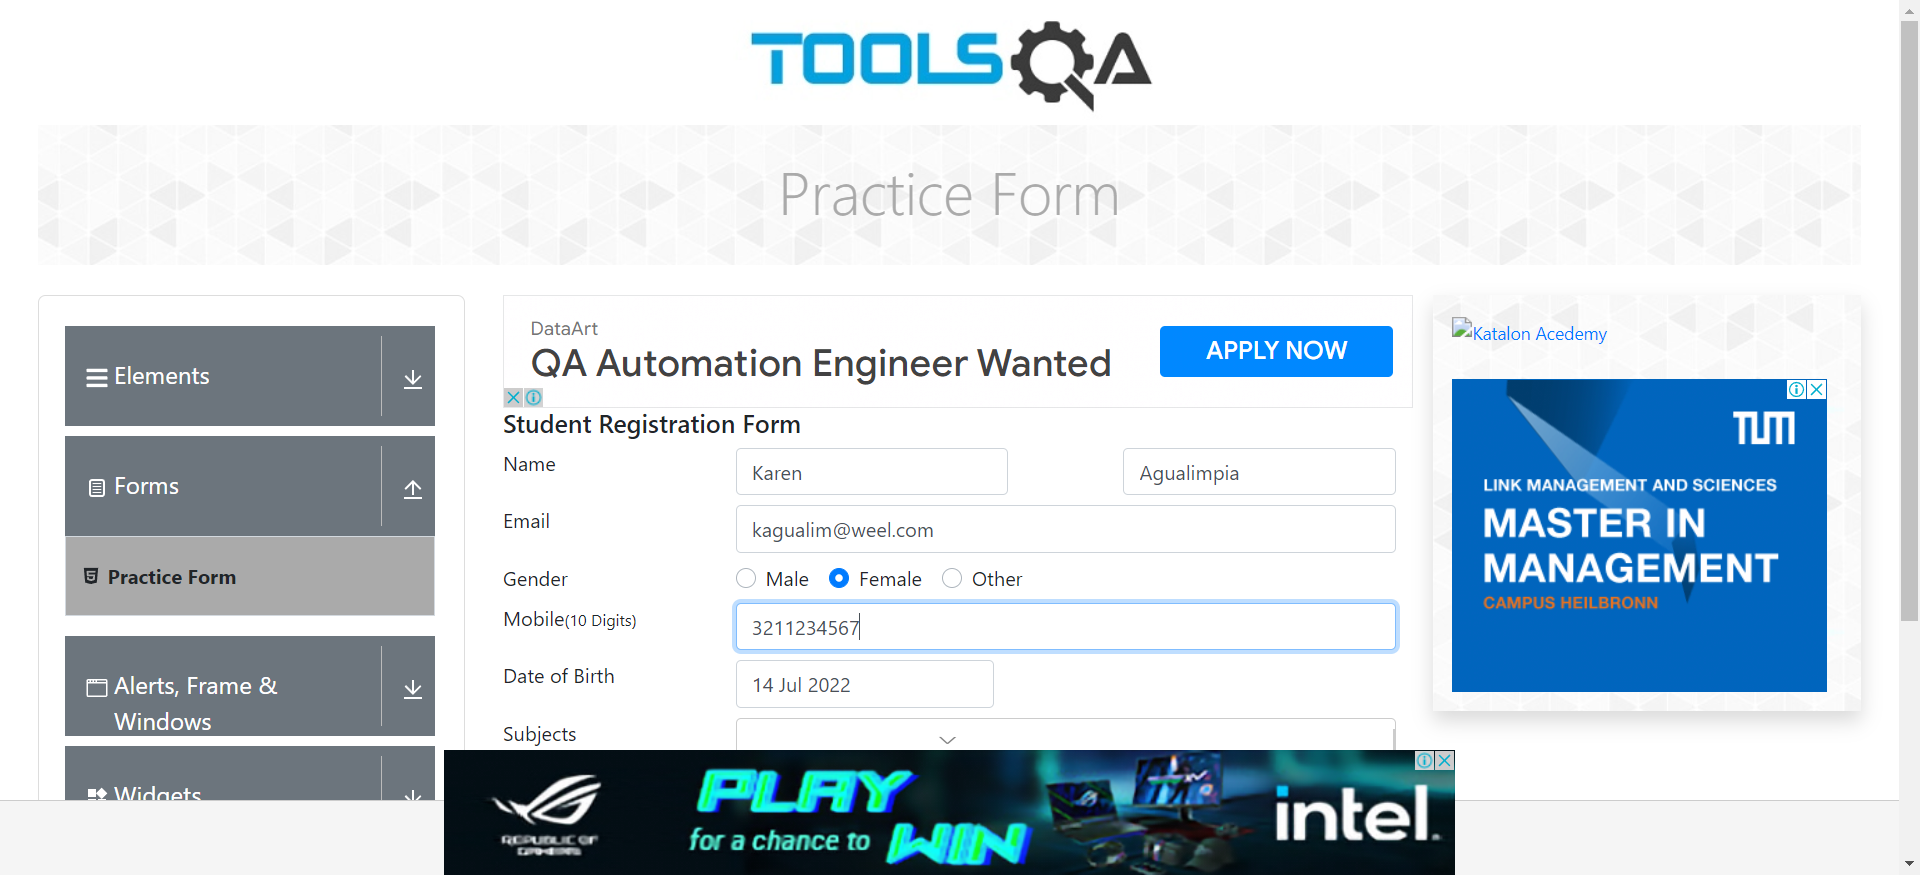 TOOLSQA
Practice Form
Elements
Forms
Practice Form
Alerts, Frame &
Windows
Widgets
DataArt
QA Automation Engineer Wanted
APPLY NOW
Student Registration Form
Name
Karen
Agualimpia
Email
kagualim@weel.com
Gender
Male
Female
Other
Mobile(10 Digits)
3211234567
Date of Birth
14 Jul 2022
Subjects
Katalon Acedemy
TUM
LINK MANAGEMENT AND SCIENCES
MASTER IN
MANAGEMENT
CAMPUS HEILBRONN
REPUBLIC OF
GAMERS
PLAY
for a chance to
WIN
intel.